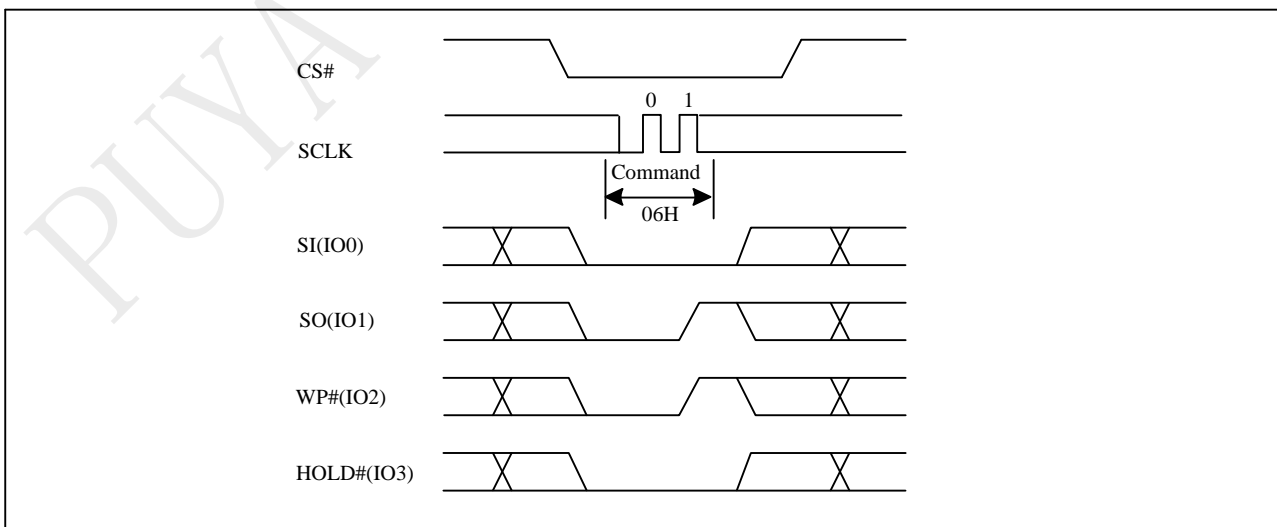 PUYA
CS#
0 1
SCLK
Command
06H
SI(IO0)
SO(IO1)
WP#(IO2)
HOLD#(IO3)